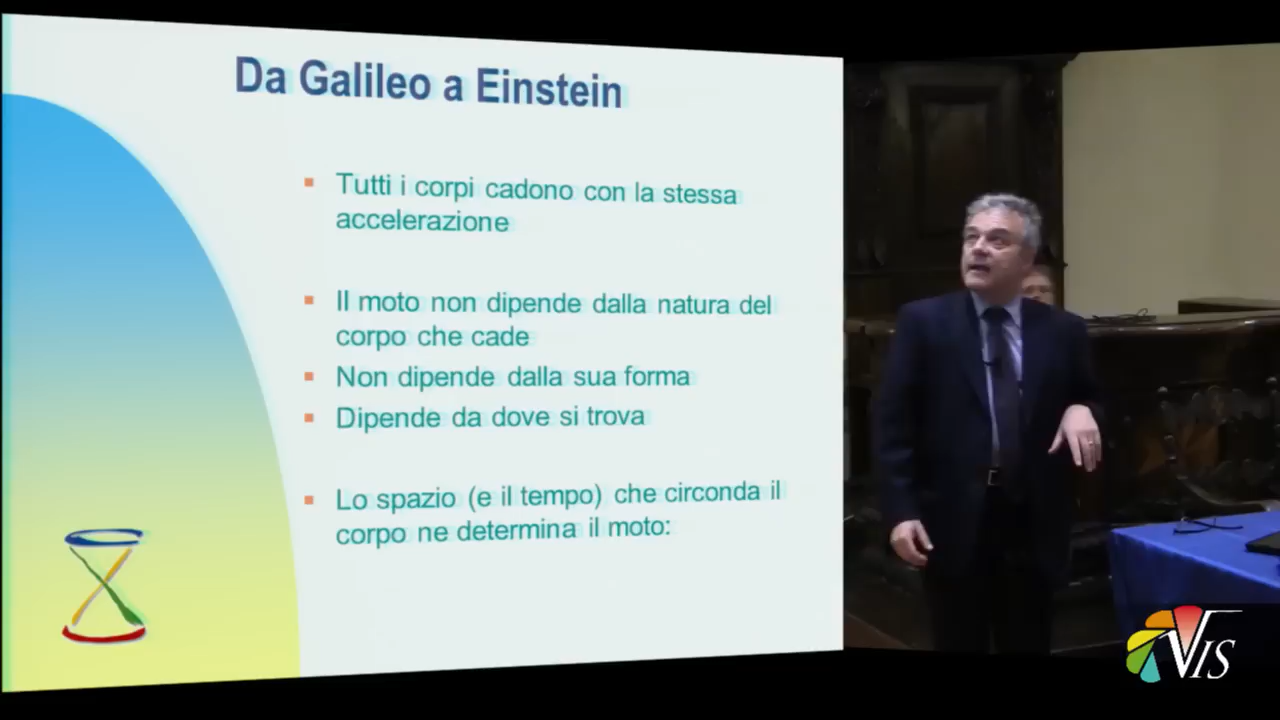 Da Galileo a Einstein
Tutti i corpi cadono con la stessa
accelerazione
Il moto non dipende dalla natura del
corpo che cade
Non dipende dalla sua forma
Dipende da dove si trova
Lo spazio (e il tempo) che circonda il
corpo ne determina il moto:
VIS